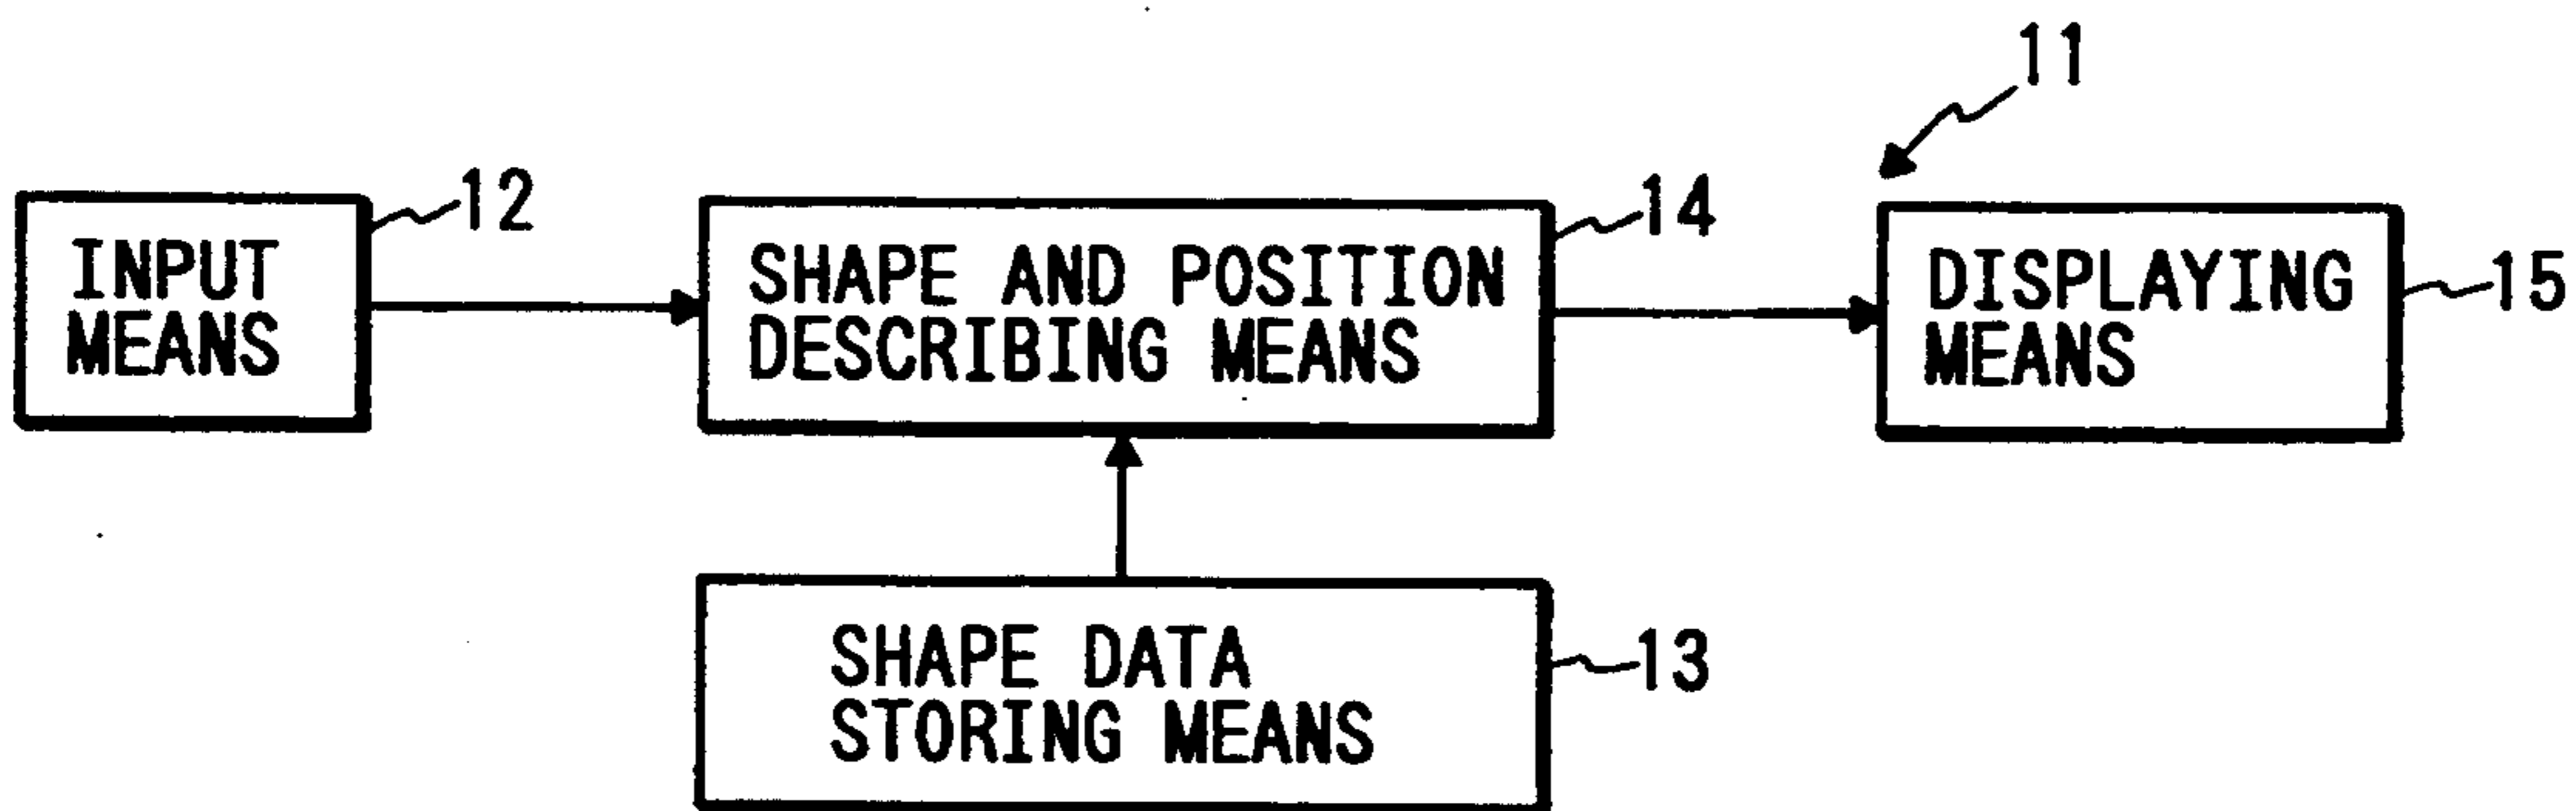 11
12
INPUT
MEANS
14
SHAPE AND POSITION
DESCRIBING MEANS
DISPLAYING
MEANS
15
SHAPE DATA
STORING MEANS
13